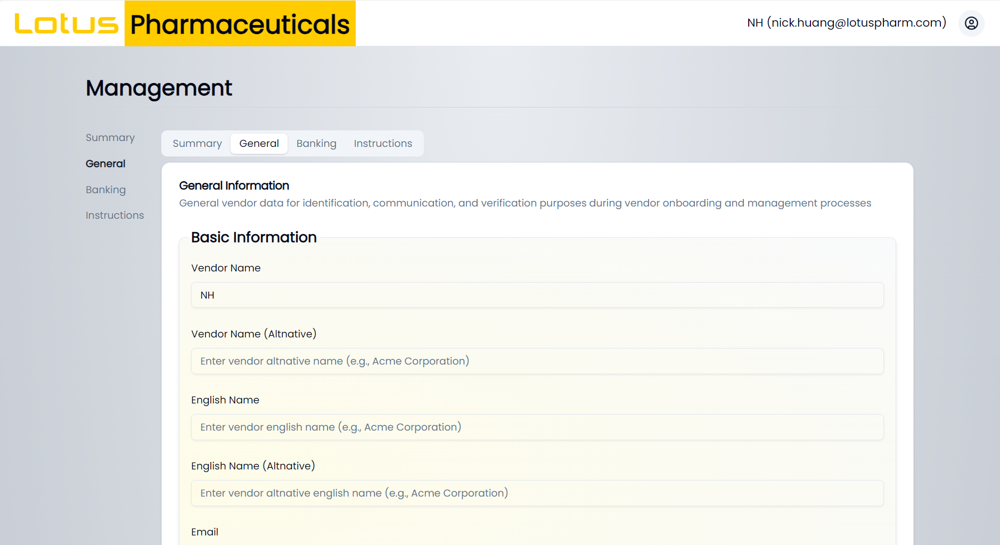 Lotus Pharmaceuticals
NH (nick.huang@lotuspharm.com)
Management
Summary
General
Banking
Instructions
Summary General Banking Instructions
General Information
General vendor data for identification, communication, and verification purposes during vendor onboarding and management processes
Basic Information
Vendor Name
NH
Vendor Name (Altnative)
Enter vendor altnative name (e.g., Acme Corporation)
English Name
Enter vendor english name (e.g., Acme Corporation)
English Name (Altnative)
Enter vendor altnative english name (e.g., Acme Corporation)
Email